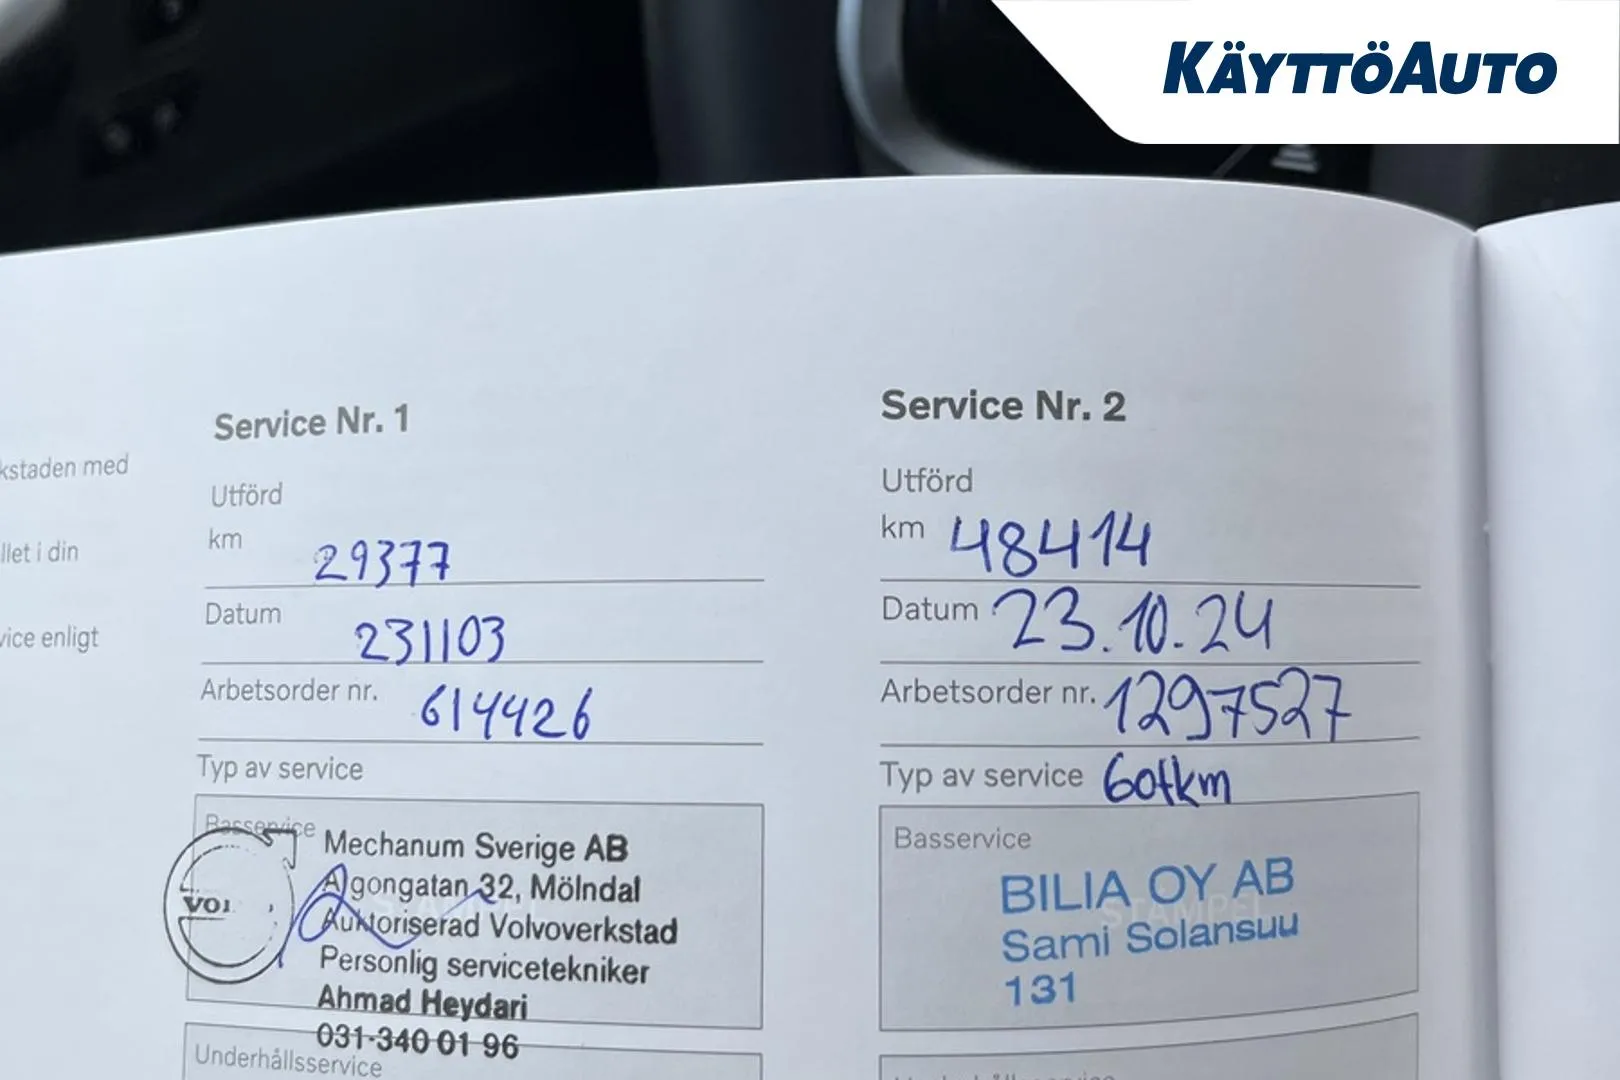 KÄYTTÖAUTO
kstaden med
llet i din
vice enligt
Service Nr. 1
Utförd
km 29377
Datum 231103
Arbetsorder nr. 614426
Typ av service
Basservice
VOL
Mechanum Sverige AB
Algongatan 32, Mölndal
Auktoriserad Volvoverkstad
Personlig servicetekniker
Ahmad Heydari
031-340 01 96
Underhållsservice
Service Nr. 2
Utförd
km 48414
Datum 23.10.24
Arbetsorder nr. 1297527
Typ av service 60tkm
Basservice
STAMPEL
BILIA OY AB
Sami Solansuu
131